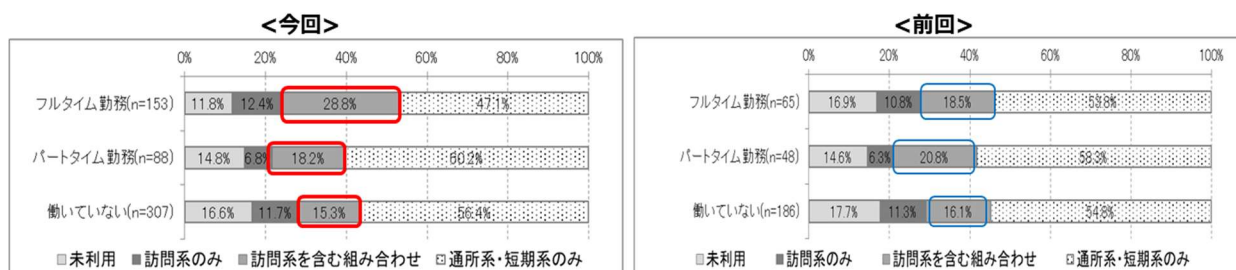 <今回>
0% 20% 40% 60% 80% 100%
フルタイム勤務(n=153) 11.8% 12.4% 28.8% 47.1%
パートタイム勤務(n=88) 14.8% 6.8% 18.2% 60.2%
働いていない(n=307) 16.6% 11.7% 15.3% 56.4%
未利用 訪問系のみ 訪問系を含む組み合わせ 通所系・短期系のみ
<前回>
0% 20% 40% 60% 80% 100%
フルタイム勤務(n=65) 16.9% 10.8% 18.5% 53.8%
パートタイム勤務(n=48) 14.6% 6.3% 20.8% 58.3%
働いていない(n=186) 17.7% 11.3% 16.1% 54.8%
未利用 訪問系のみ 訪問系を含む組み合わせ 通所系・短期系のみ